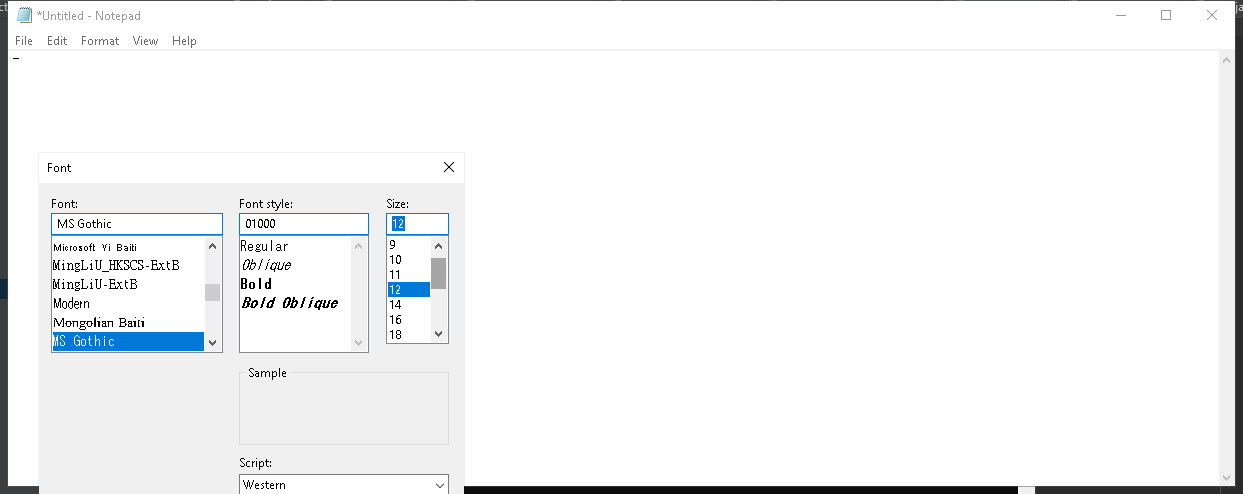 *Untitled - Notepad
File Edit Format View Help
Font
Font: Font style: Size:
MS Gothic 01000 12
Microsoft Yi Baiti Regular 9
MingLiU_HKSCS-ExtB Oblique 10
MingLiU-ExtB Bold 11
Modern Bold Oblique 12
Mongolian Baiti 14
MS Gothic 16
18
Sample
Script:
Western